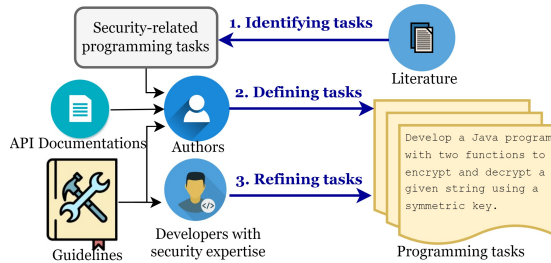 Security-related
programming tasks
1. Identifying tasks
Literature
2. Defining tasks
API Documentations
Authors
Develop a Java program
with two functions to
encrypt and decrypt a
given string using a
symmetric key.
3. Refining tasks
</>
Guidelines
Developers with
security expertise
Programming tasks